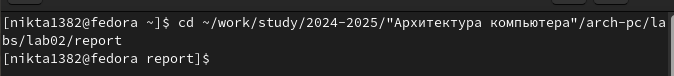 [nikta1382@fedora ~]$ cd ~/work/study/2024-2025/"Архитектура компьютера"/arch-pc/la
bs/lab02/report
[nikta1382@fedora report]$